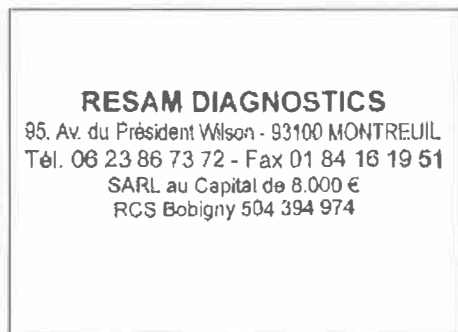 RESAM DIAGNOSTICS
95, Av. du Président Wilson - 93100 MONTREUIL
Tél. 06 23 86 73 72 - Fax 01 84 16 19 51
SARL au Capital de 8.000 €
RCS Bobigny 504 394 974